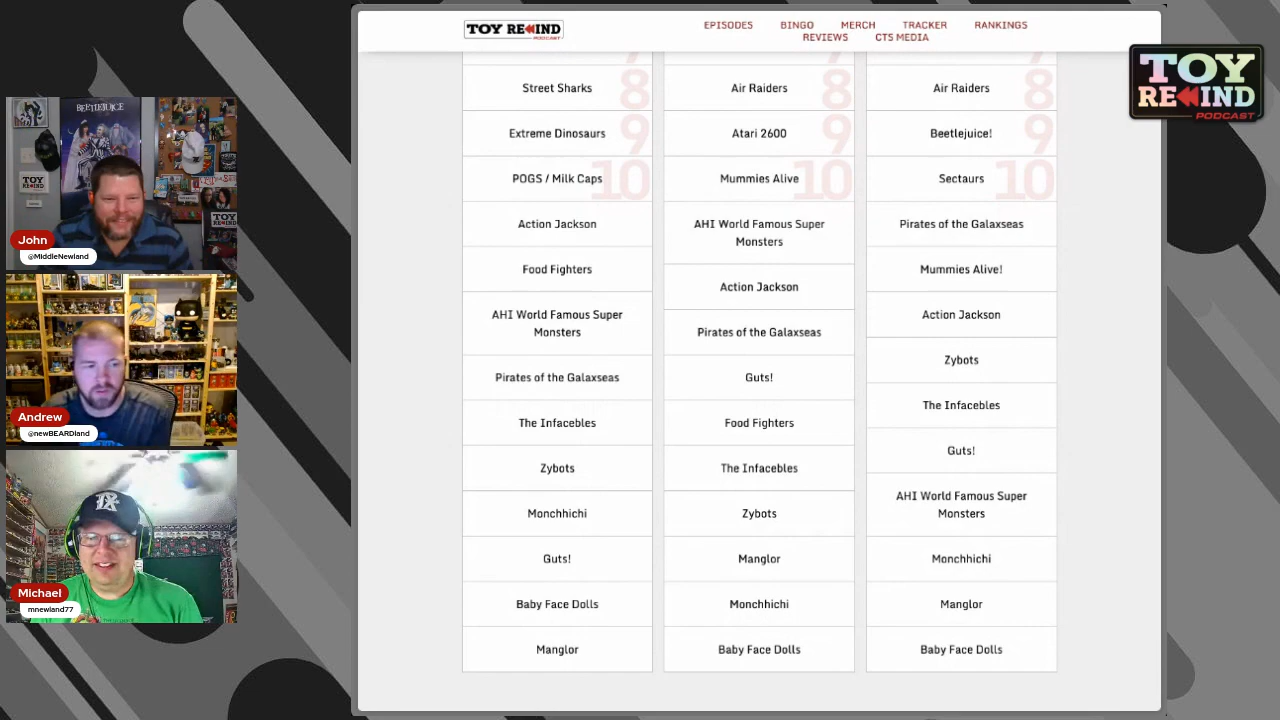 TOY REWIND
PODCAST
EPISODES
BINGO
MERCH
TRACKER
RANKINGS
REVIEWS
CTS MEDIA
TOY
REWIND
PODCAST
BEETLEJUICE
TOY
John
@MiddleNewland
Andrew
@newBEARDland
Michael
mnewland77
Street Sharks
8
Extreme Dinosaurs
9
POGS / Milk Caps
10
Action Jackson
Food Fighters
AHI World Famous Super
Monsters
Pirates of the Galaxseas
The Infacebles
Zybots
Monchhichi
Guts!
Baby Face Dolls
Manglor
Air Raiders
8
Atari 2600
9
Mummies Alive
10
AHI World Famous Super
Monsters
Action Jackson
Pirates of the Galaxseas
Guts!
Food Fighters
The Infacebles
Zybots
Manglor
Monchhichi
Baby Face Dolls
Air Raiders
8
Beetlejuice!
9
Sectaurs
10
Pirates of the Galaxseas
Mummies Alive!
Action Jackson
Zybots
The Infacebles
Guts!
AHI World Famous Super
Monsters
Monchhichi
Manglor
Baby Face Dolls